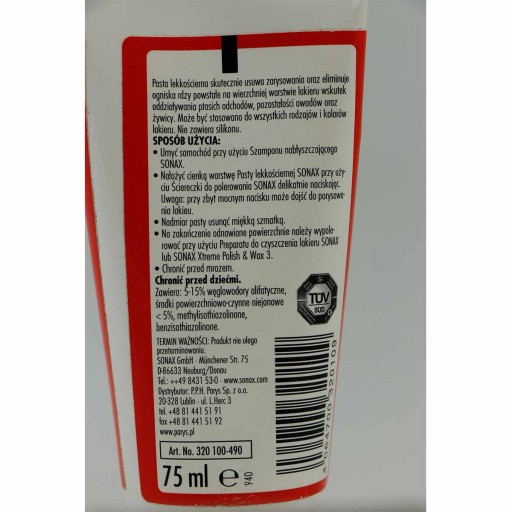 Pasta lekkościerna skutecznie usuwa zarysowania oraz eliminuje
ogniska rdzy powstałe na wierzchniej warstwie lakieru wskutek
oddziaływania ptasich odchodów, pozostałości owadów oraz
żywicy. Może być stosowana do wszystkich rodzajów i kolorów
lakieru. Nie zawiera silikonu.
SPOSÓB UŻYCIA:
• Umyć samochód przy użyciu Szamponu nabłyszczającego
SONAX.
• Nałożyć cienką warstwę Pasty lekkościernej SONAX przy uży-
ciu Ściereczki do polerowania SONAX delikatnie naciskając.
Uwaga: przy zbyt mocnym nacisku może dojść do porysowa-
nia lakieu.
• Nadmiar pasty usunąć miękką szmatką.
• Na zakończenie odnawiane powierzchnie należy wypole-
rować przy użyciu Preparatu do czyszczenia lakieru SONAX
lub SONAX Xtreme Polish & Wax 3.
• Chronić przed mrozem.
Chronić przed dziećmi.
Zawiera: 5-15% węglowodory alifatyczne,
środki powierzchniowo-czynne niejonowe
< 5%, methylisothiazolinone,
benzisothiazolinone.
TERMIN WAŻNOŚCI: Produkt nie ulega
przeterminowaniu.
SONAX GmbH - Münchener Str. 75
D-86633 Neuburg/Donau
Tel.: ++49 8431 53-0 - www.sonax.com
Dystrybutor: P.P.H. Parys Sp. z o.o.
20-328 Lublin - ul. L.Herc 3
tel. +48 81 441 51 91
fax +48 81 441 51 92
parys.pl
Art. No. 320 100-490
75 ml e 940
TÜV
SÜD
4 064700 320109